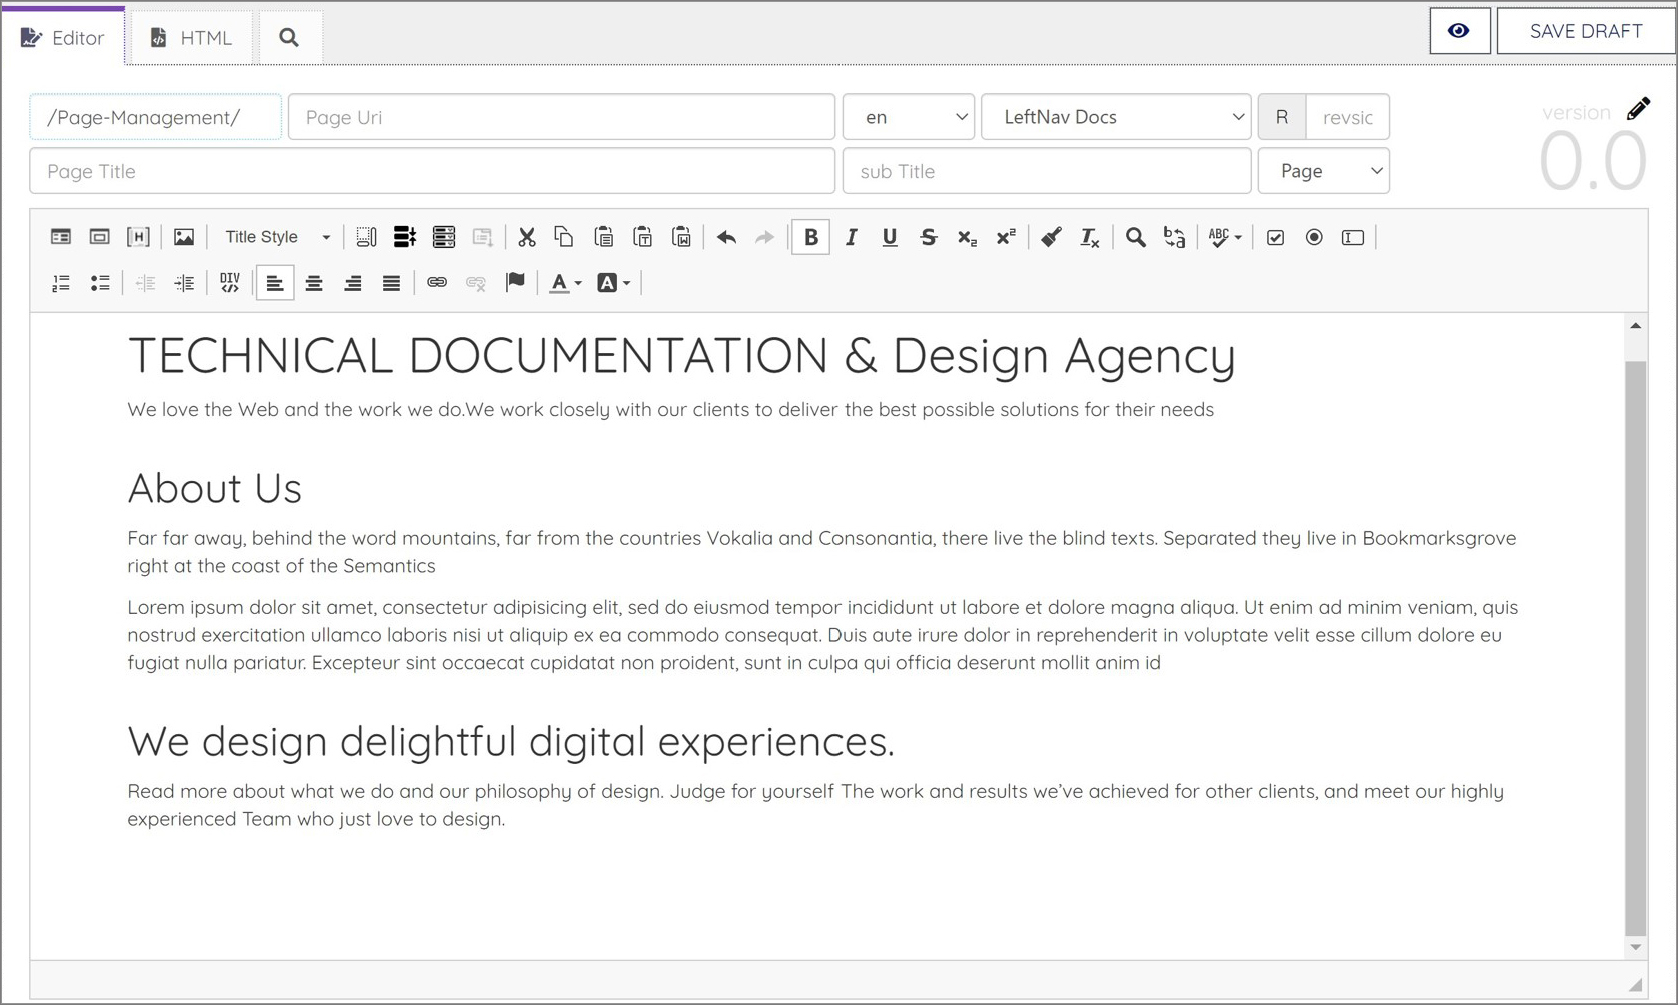 Editor HTML SAVE DRAFT
/Page-Management/ Page Uri en LeftNav Docs R revsic version
0.0
Page Title sub Title Page
[H] Title Style B I U S x₂ x² Tx b a ABC I
1 2 DIV </> A A
TECHNICAL DOCUMENTATION & Design Agency
We love the Web and the work we do.We work closely with our clients to deliver the best possible solutions for their needs
About Us
Far far away, behind the word mountains, far from the countries Vokalia and Consonantia, there live the blind texts. Separated they live in Bookmarksgrove
right at the coast of the Semantics
Lorem ipsum dolor sit amet, consectetur adipisicing elit, sed do eiusmod tempor incididunt ut labore et dolore magna aliqua. Ut enim ad minim veniam, quis
nostrud exercitation ullamco laboris nisi ut aliquip ex ea commodo consequat. Duis aute irure dolor in reprehenderit in voluptate velit esse cillum dolore eu
fugiat nulla pariatur. Excepteur sint occaecat cupidatat non proident, sunt in culpa qui officia deserunt mollit anim id
We design delightful digital experiences.
Read more about what we do and our philosophy of design. Judge for yourself The work and results we've achieved for other clients, and meet our highly
experienced Team who just love to design.